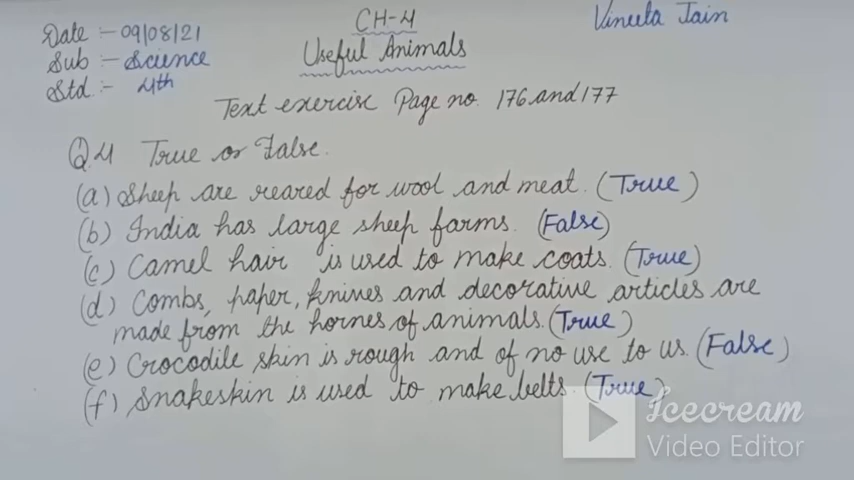 Date :- 09/08/21
CH-4
Vineeta Jain
Sub :- Science
Useful Animals
Std :- 4th
Text exercise Page no. 176 and 177
Q.4 True or False.
(a) Sheep are reared for wool and meat. (True)
(b) India has large sheep farms. (False)
(c) Camel hair is used to make coats. (True)
(d) Combs, paper, knives and decorative articles are
made from the hornes of animals. (True)
(e) Crocodile skin is rough and of no use to us. (False)
(f) Snakeskin is used to make belts. (True)
Icecream
Video Editor